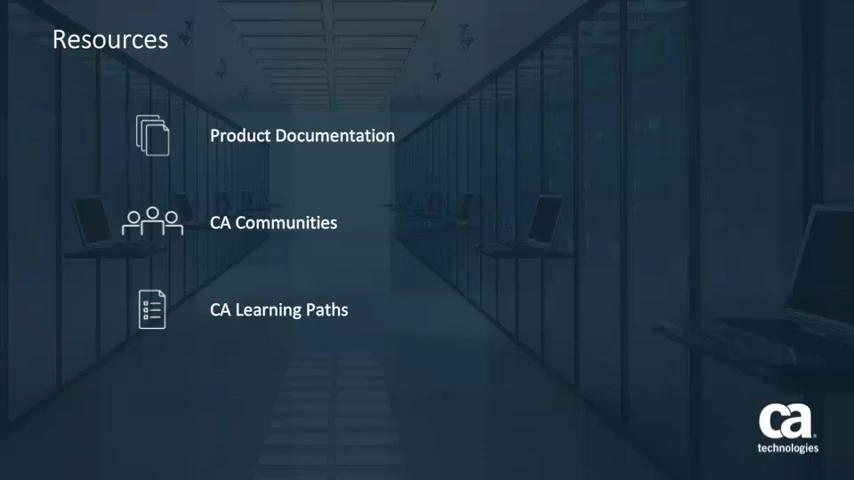 Resources
Product Documentation
CA Communities
CA Learning Paths
ca
technologies